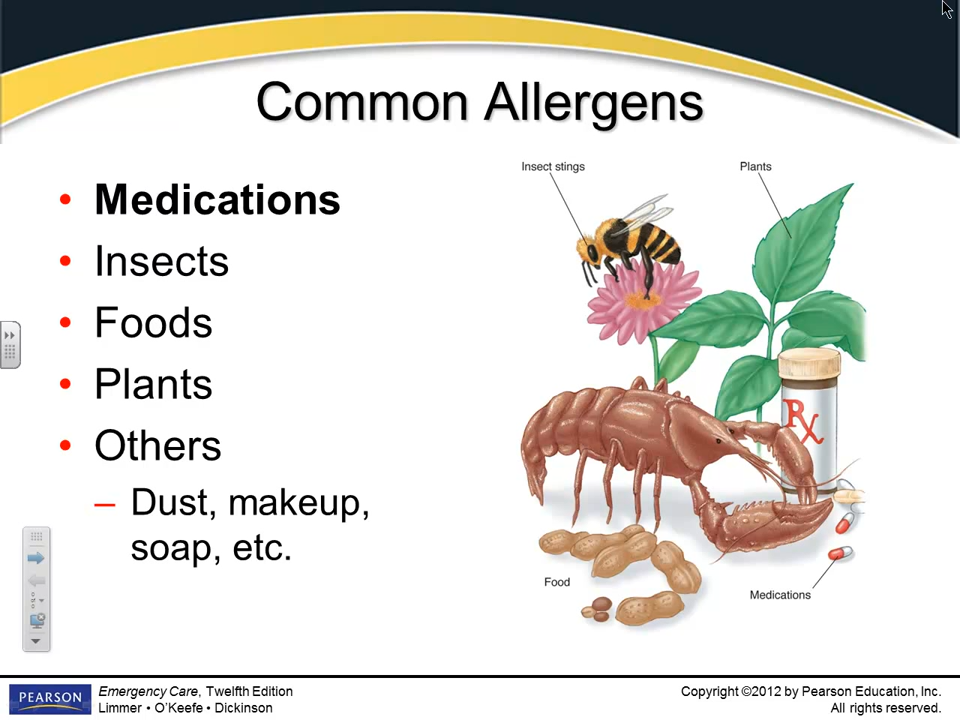 Common Allergens
• Medications
• Insects
• Foods
• Plants
• Others
– Dust, makeup,
soap, etc.
Insect stings
Plants
Rx
Food
Medications
PEARSON
Emergency Care, Twelfth Edition
Limmer • O'Keefe • Dickinson
Copyright ©2012 by Pearson Education, Inc.
All rights reserved.